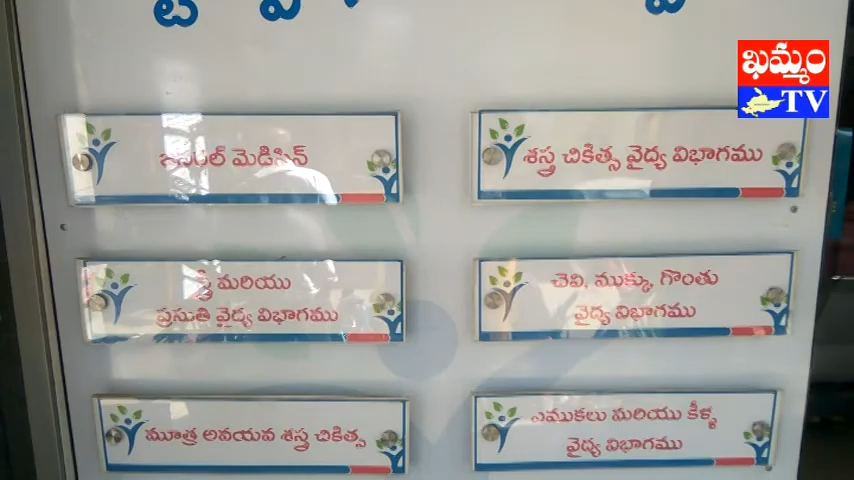 ఖమ్మం
TV
జనరల్ మెడిసిన్
శస్త్ర చికిత్స వైద్య విభాగము
స్త్రీ మరియు
ప్రసుతి వైద్య విభాగము
చెవి, ముక్కు, గొంతు
వైద్య విభాగము
మూత్ర అవయవ శస్త్ర చికిత్స
ఎముకలు మరియు కీళ్ళ
వైద్య విభాగము